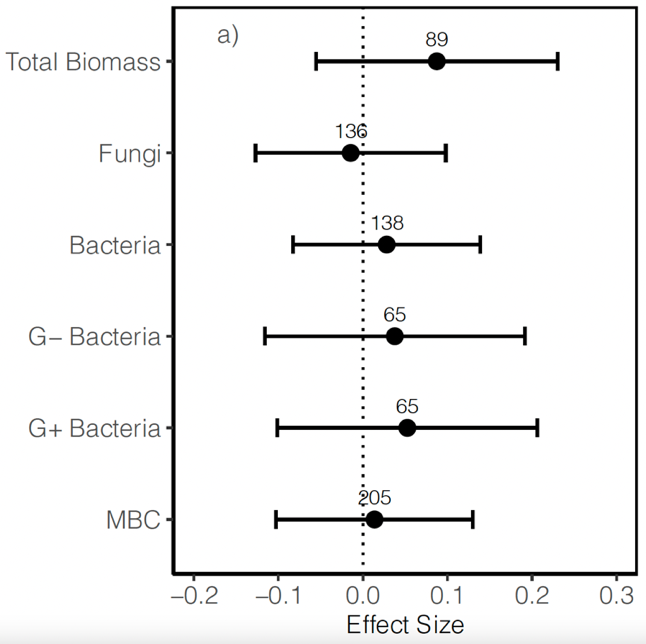 a)
89
Total Biomass
136
Fungi
138
Bacteria
65
G− Bacteria
65
G+ Bacteria
205
MBC
−0.2 −0.1 0.0 0.1 0.2 0.3
Effect Size